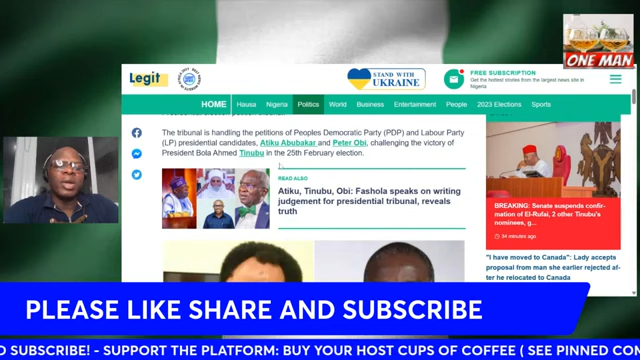 ONE MAN
Legit
STAND WITH
UKRAINE
FREE SUBSCRIPTION
Get the hottest stories from the largest news site in
Nigeria
HOME Hausa Nigeria Politics World Business Entertainment People 2023 Elections Sports
The tribunal is handling the petitions of Peoples Democratic Party (PDP) and Labour Party
(LP) presidential candidates, Atiku Abubakar and Peter Obi, challenging the victory of
President Bola Ahmed Tinubu in the 25th February election.
READ ALSO
Atiku, Tinubu, Obi: Fashola speaks on writing
judgement for presidential tribunal, reveals
truth
BREAKING: Senate suspends confir-
mation of El-Rufai, 2 other Tinubu's
nominees, g...
34 minutes ago
"I have moved to Canada": Lady accepts
proposal from man she earlier rejected af-
ter he relocated to Canada
PLEASE LIKE SHARE AND SUBSCRIBE
O SUBSCRIBE! - SUPPORT THE PLATFORM: BUY YOUR HOST CUPS OF COFFEE ( SEE PINNED COM